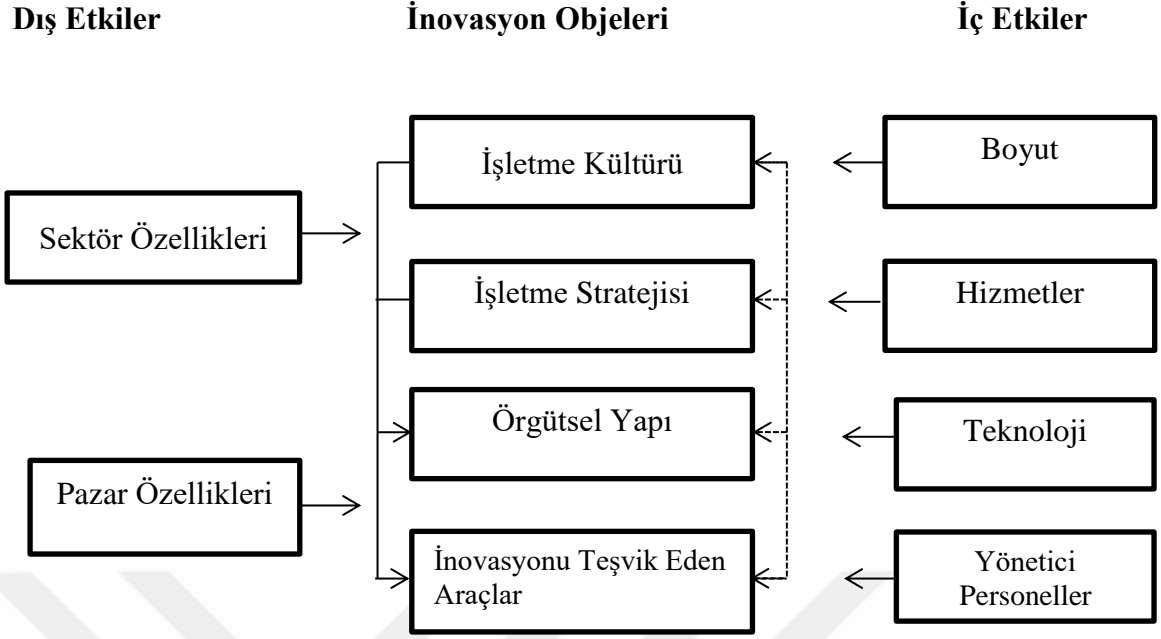 Dış Etkiler
İnovasyon Objeleri
İç Etkiler
Sektör Özellikleri
Pazar Özellikleri
İşletme Kültürü
İşletme Stratejisi
Örgütsel Yapı
İnovasyonu Teşvik Eden
Araçlar
Boyut
Hizmetler
Teknoloji
Yönetici
Personeller